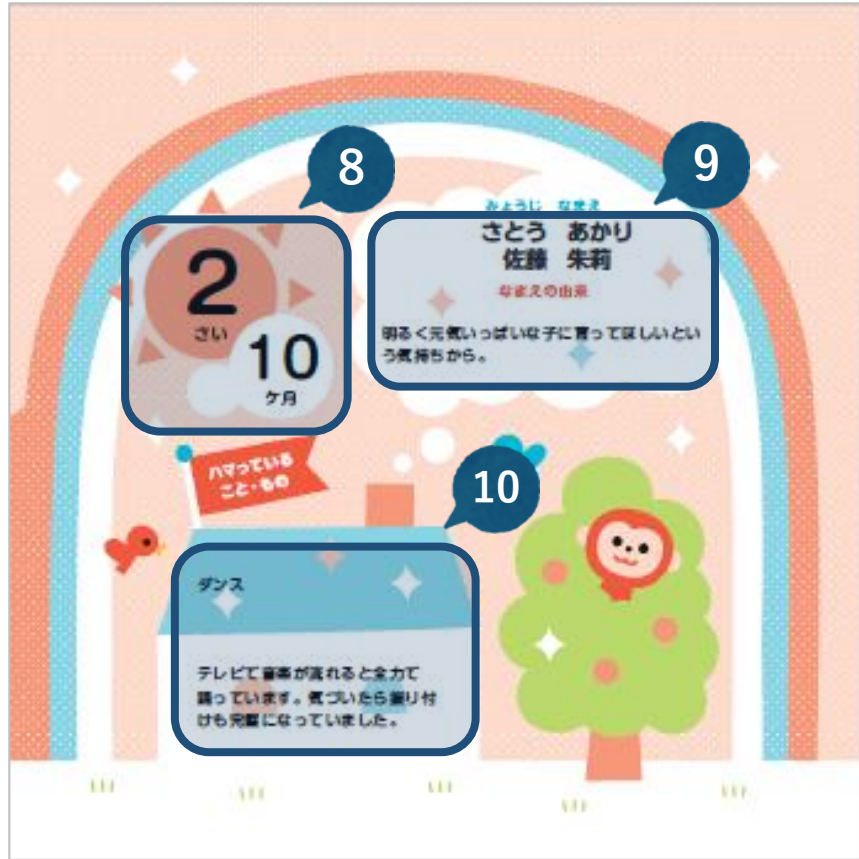 8
2
さい
10
ケ月
9
みょうじ なまえ
さとう あかり
佐藤 朱莉
なまえの由来
明るく元気いっぱいな子に育ってほしいとい
う気持ちから。
ハマっている
こと・もの
10
ダンス
テレビで音楽が流れると全力で
踊っています。気づいたら振り付
けも完璧になっていました。